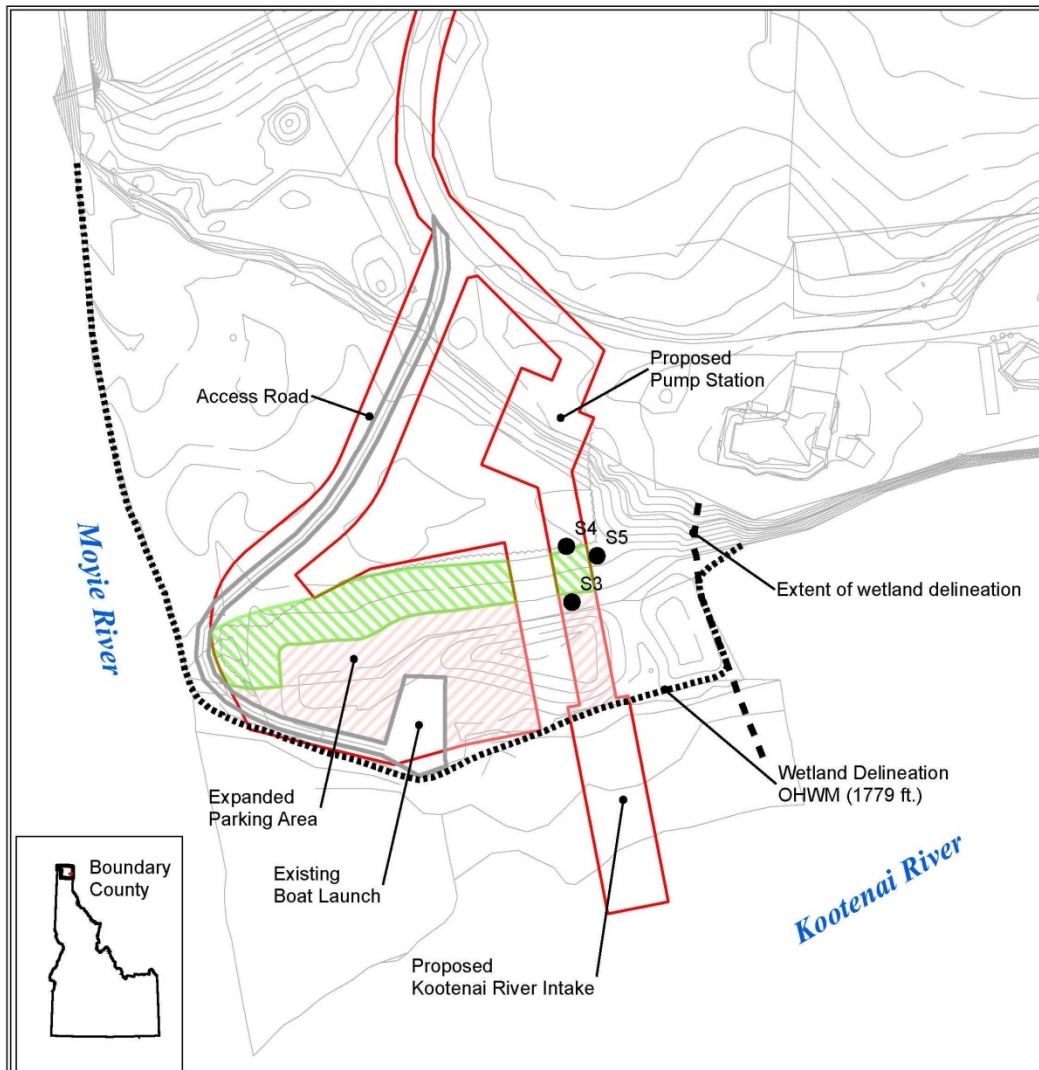 Proposed
Pump Station
Access Road
S4
S5
S3
Moyie River
Extent of wetland delineation
Wetland Delineation
OHWM (1779 ft.)
Expanded
Parking Area
Existing
Boat Launch
Kootenai River
Boundary
County
Proposed
Kootenai River Intake